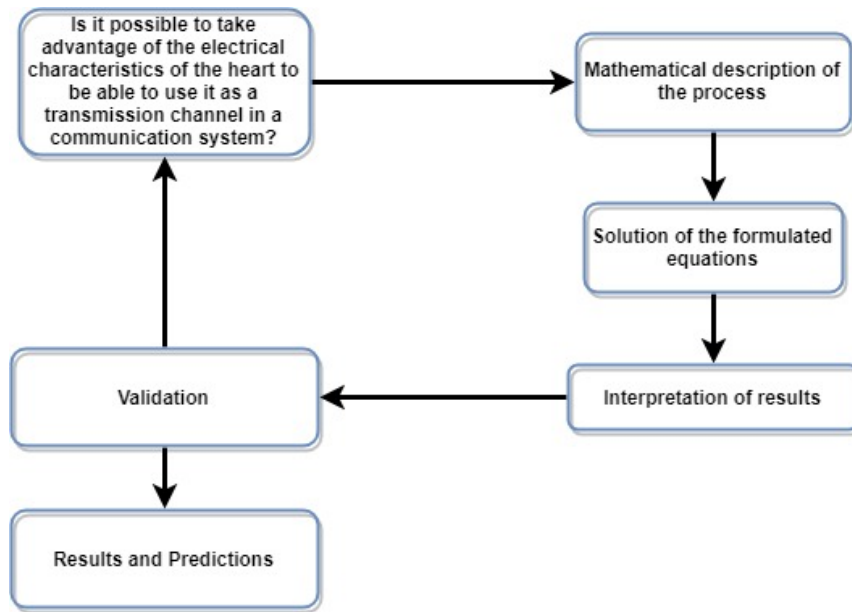 Is it possible to take
advantage of the electrical
characteristics of the heart to
be able to use it as a
transmission channel in a
communication system?
Mathematical description of
the process
Solution of the formulated
equations
Interpretation of results
Validation
Results and Predictions